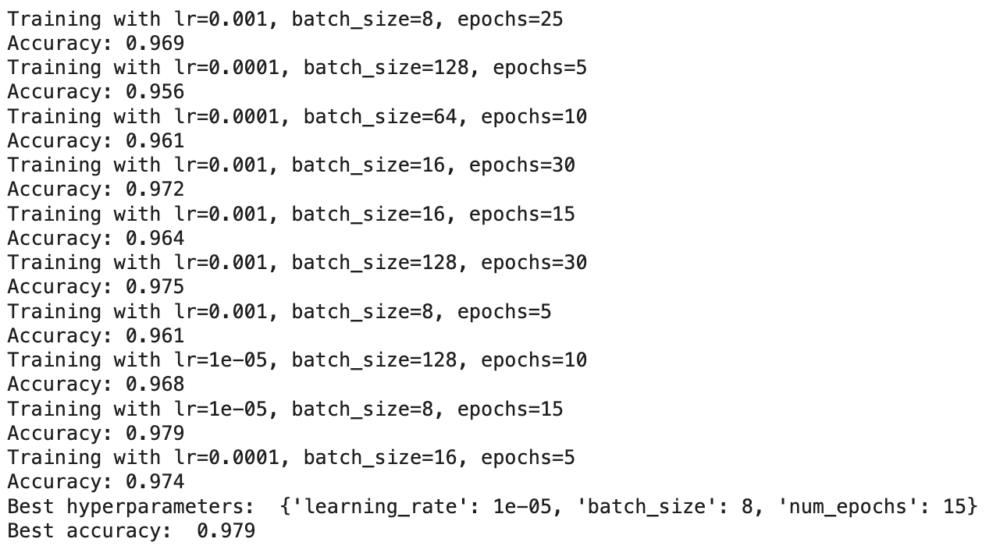 Training with lr=0.001, batch_size=8, epochs=25
Accuracy: 0.969
Training with lr=0.0001, batch_size=128, epochs=5
Accuracy: 0.956
Training with lr=0.0001, batch_size=64, epochs=10
Accuracy: 0.961
Training with lr=0.001, batch_size=16, epochs=30
Accuracy: 0.972
Training with lr=0.001, batch_size=16, epochs=15
Accuracy: 0.964
Training with lr=0.001, batch_size=128, epochs=30
Accuracy: 0.975
Training with lr=0.001, batch_size=8, epochs=5
Accuracy: 0.961
Training with lr=1e-05, batch_size=128, epochs=10
Accuracy: 0.968
Training with lr=1e-05, batch_size=8, epochs=15
Accuracy: 0.979
Training with lr=0.0001, batch_size=16, epochs=5
Accuracy: 0.974
Best hyperparameters:  {'learning_rate': 1e-05, 'batch_size': 8, 'num_epochs': 15}
Best accuracy:  0.979